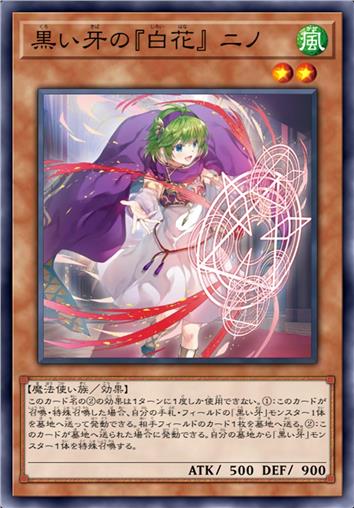 黒い牙の『白花』ニノ
風
【魔法使い族／効果】
このカード名の②の効果は1ターンに1度しか使用できない。①：このカード
が召喚・特殊召喚した場合、自分の手札・フィールドの「黒い牙」モンスター1体
を墓地へ送って発動できる。相手フィールドのカード1枚を墓地へ送る。②：こ
のカードが墓地へ送られた場合に発動できる。自分の墓地から「黒い牙」モンス
ター1体を特殊召喚する。
ATK/ 500 DEF/ 900